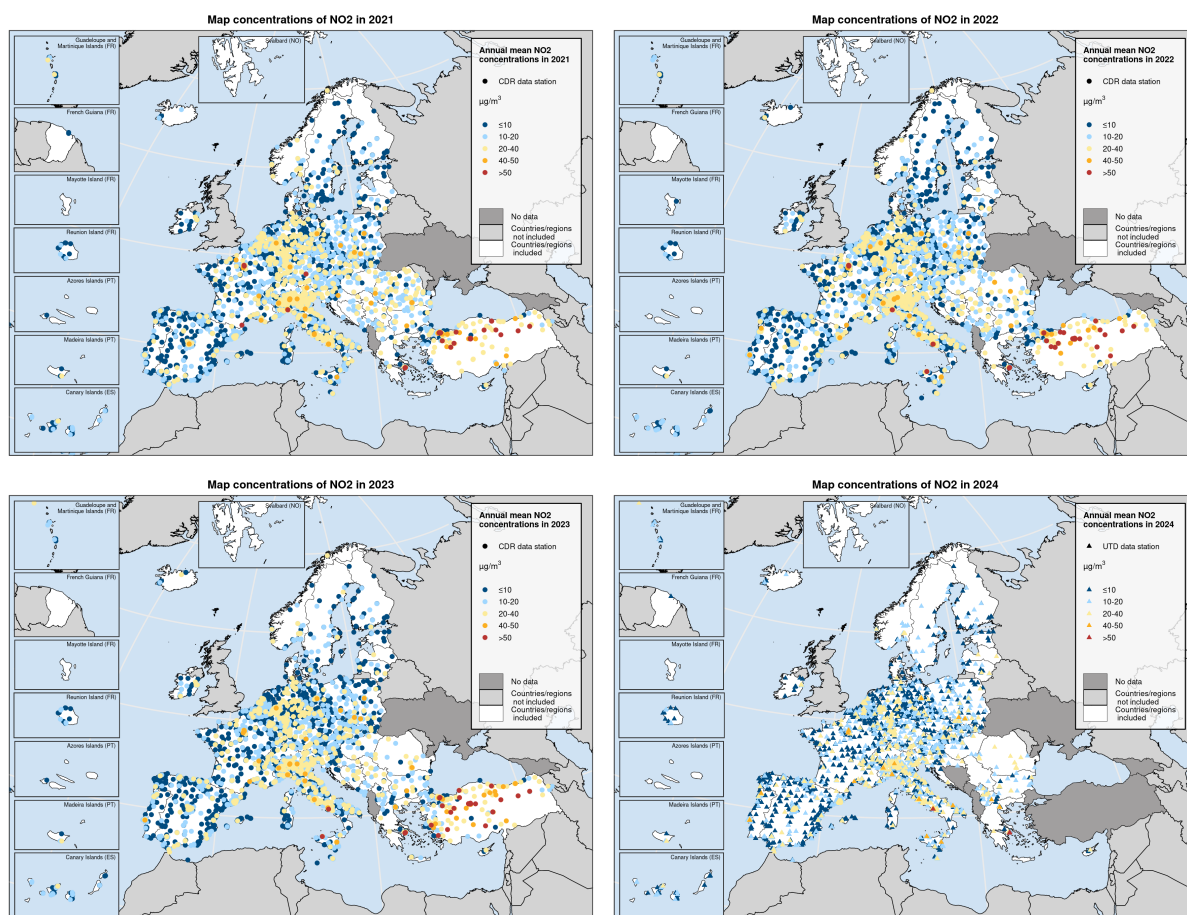 Map concentrations of NO2 in 2021
Guadeloupe and
Martinique Islands (FR)
French Guiana (FR)
Mayotte Island (FR)
Reunion Island (FR)
Azores Islands (PT)
Madeira Islands (PT)
Canary Islands (ES)
Svalbard (NO)
Annual mean NO2
concentrations in 2021
CDR data station
µg/m³
≤10
10-20
20-40
40-50
>50
No data
Countries/regions
not included
Countries/regions
included
Map concentrations of NO2 in 2022
Guadeloupe and
Martinique Islands (FR)
French Guiana (FR)
Mayotte Island (FR)
Reunion Island (FR)
Azores Islands (PT)
Madeira Islands (PT)
Canary Islands (ES)
Svalbard (NO)
Annual mean NO2
concentrations in 2022
CDR data station
µg/m³
≤10
10-20
20-40
40-50
>50
No data
Countries/regions
not included
Countries/regions
included
Map concentrations of NO2 in 2023
Guadeloupe and
Martinique Islands (FR)
French Guiana (FR)
Mayotte Island (FR)
Reunion Island (FR)
Azores Islands (PT)
Madeira Islands (PT)
Canary Islands (ES)
Svalbard (NO)
Annual mean NO2
concentrations in 2023
CDR data station
µg/m³
≤10
10-20
20-40
40-50
>50
No data
Countries/regions
not included
Countries/regions
included
Map concentrations of NO2 in 2024
Guadeloupe and
Martinique Islands (FR)
French Guiana (FR)
Mayotte Island (FR)
Reunion Island (FR)
Azores Islands (PT)
Madeira Islands (PT)
Canary Islands (ES)
Svalbard (NO)
Annual mean NO2
concentrations in 2024
UTD data station
µg/m³
≤10
10-20
20-40
40-50
>50
No data
Countries/regions
not included
Countries/regions
included